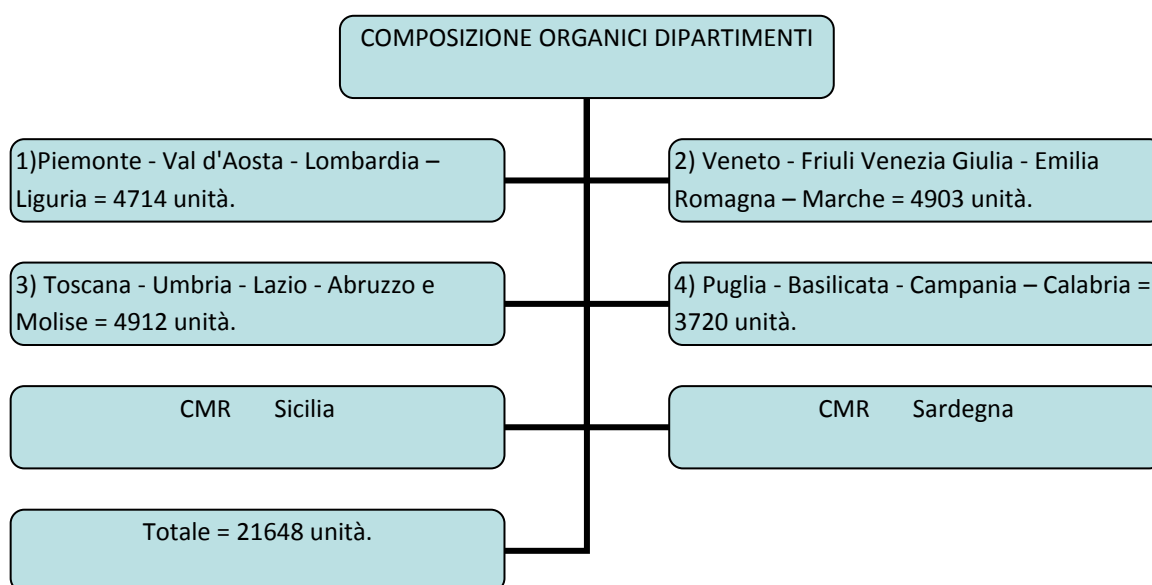 COMPOSIZIONE ORGANICI DIPARTIMENTI
1)Piemonte - Val d'Aosta - Lombardia –
Liguria = 4714 unità.
2) Veneto - Friuli Venezia Giulia - Emilia
Romagna – Marche = 4903 unità.
3) Toscana - Umbria - Lazio - Abruzzo e
Molise = 4912 unità.
4) Puglia - Basilicata - Campania – Calabria =
3720 unità.
CMR Sicilia
CMR Sardegna
Totale = 21648 unità.